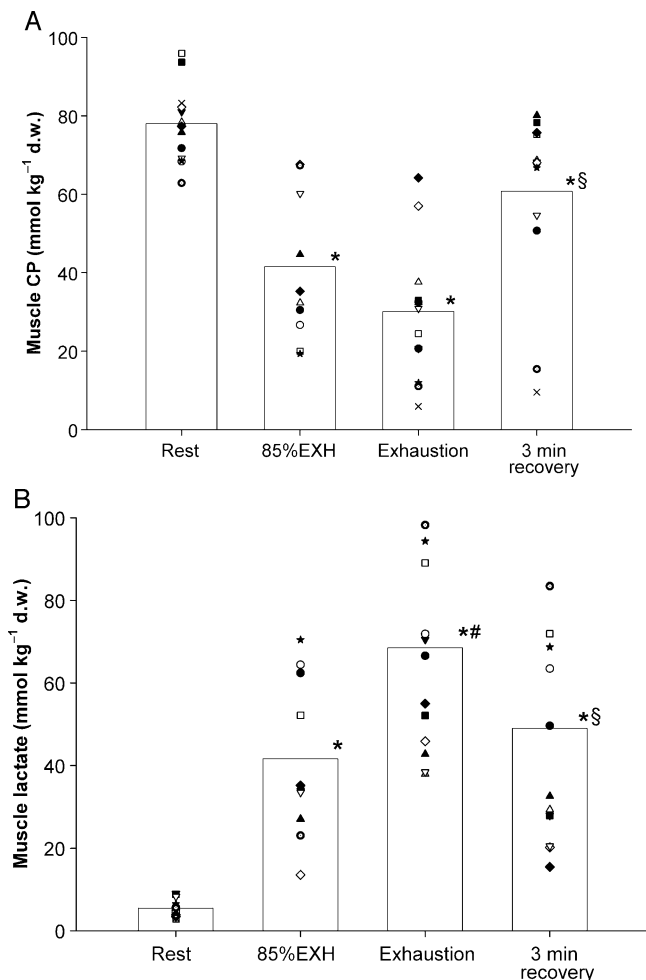 A
Muscle CP (mmol kg⁻¹ d.w.)
100
80
60
40
20
0
*
*
*§
Rest
85%EXH
Exhaustion
3 min
recovery
B
Muscle lactate (mmol kg⁻¹ d.w.)
100
80
60
40
20
0
*
*#
*§
Rest
85%EXH
Exhaustion
3 min
recovery